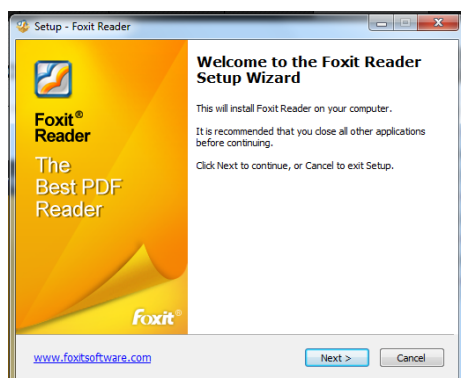 Setup - Foxit Reader
Foxit®
Reader
The
Best PDF
Reader
foxit®
Welcome to the Foxit Reader
Setup Wizard
This will install Foxit Reader on your computer.
It is recommended that you close all other applications
before continuing.
Click Next to continue, or Cancel to exit Setup.
www.foxitsoftware.com
Next >
Cancel